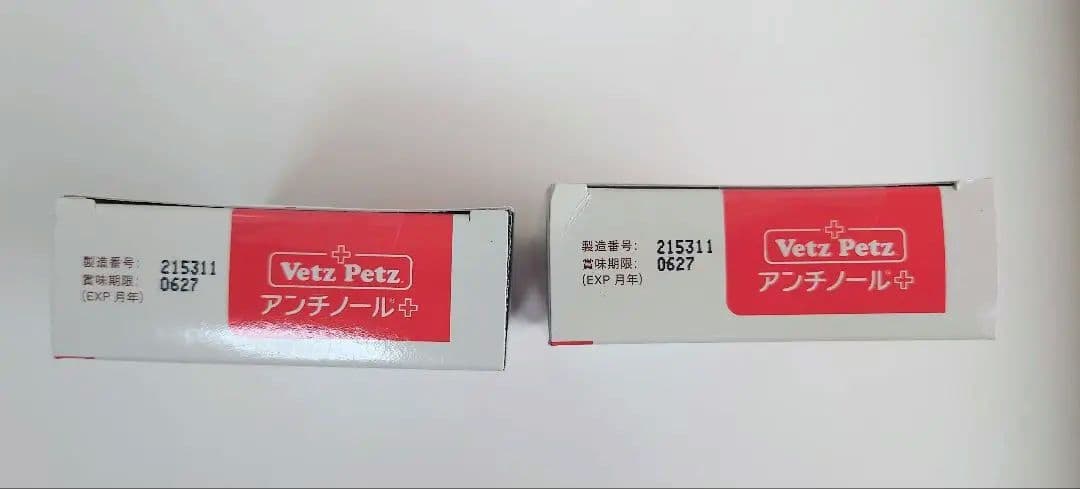 製造番号: 215311
賞味期限: 0627
(EXP 月年)
Vetz Petz
アンチノール
製造番号: 215311
賞味期限: 0627
(EXP 月年)
Vetz Petz
アンチノール